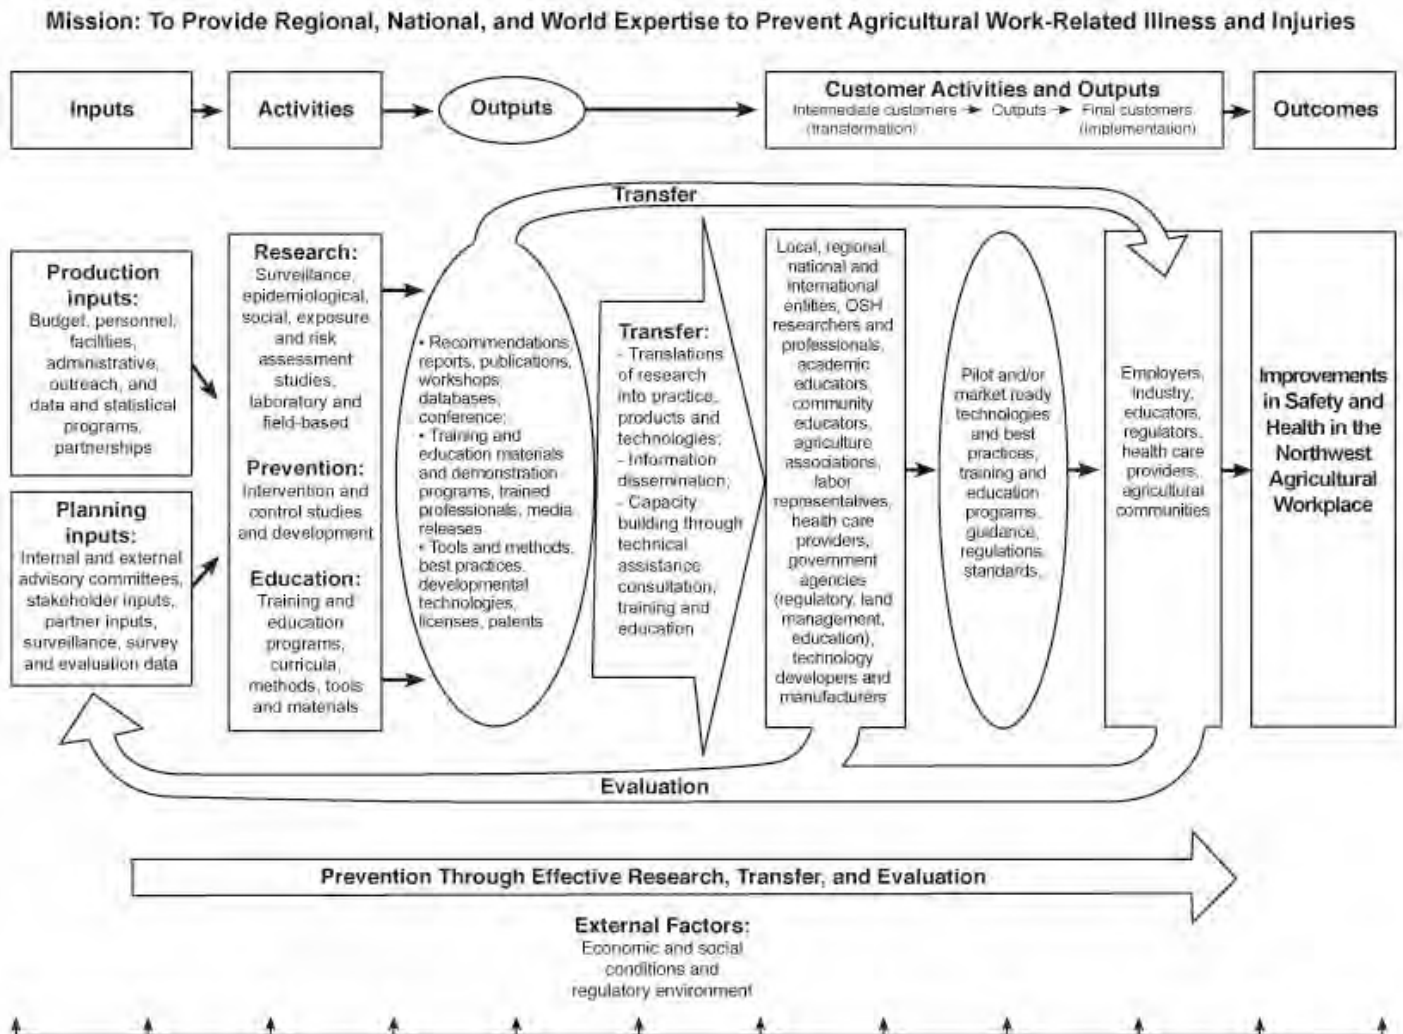 Mission: To Provide Regional, National, and World Expertise to Prevent Agricultural Work-Related Illness and Injuries
Inputs
Activities
Outputs
Customer Activities and Outputs
Intermediate customers
(transformation)
Outputs
Final customers
(implementation)
Outcomes
Transfer
Production
inputs:
Budget, personnel,
facilities,
administrative,
outreach, and
data and statistical
programs,
partnerships
Planning
inputs:
Internal and external
advisory committees,
stakeholder inputs,
partner inputs,
surveillance, survey
and evaluation data
Research:
Surveillance,
epidemiological,
social, exposure
and risk
assessment
studies,
laboratory and
field-based
Prevention:
Intervention and
control studies
and development
Education:
Training and
education
programs,
curricula,
methods, tools
and materials
• Recommendations,
reports, publications,
workshops,
databases,
conference;
• Training and
education materials
and demonstration
programs, trained
professionals, media
releases
• Tools and methods,
best practices,
developmental
technologies,
licenses, patents
Transfer:
- Translations
of research
into practice,
products and
technologies;
- Information
dissemination;
- Capacity
building through
technical
assistance
consultation,
training and
education
Local, regional,
national and
international
entities, OSH
researchers and
professionals,
academic
educators,
community
educators,
agriculture
associations,
labor
representatives,
health care
providers,
government
agencies
(regulatory, land
management,
education),
technology
developers and
manufacturers
Pilot and/or
market ready
technologies
and best
practices,
training and
education
programs,
guidance,
regulations,
standards,
Employers,
Industry,
educators,
regulators,
health care
providers,
agricultural
communities
Improvements
in Safety and
Health in the
Northwest
Agricultural
Workplace
Evaluation
Prevention Through Effective Research, Transfer, and Evaluation
External Factors:
Economic and social
conditions and
regulatory environment